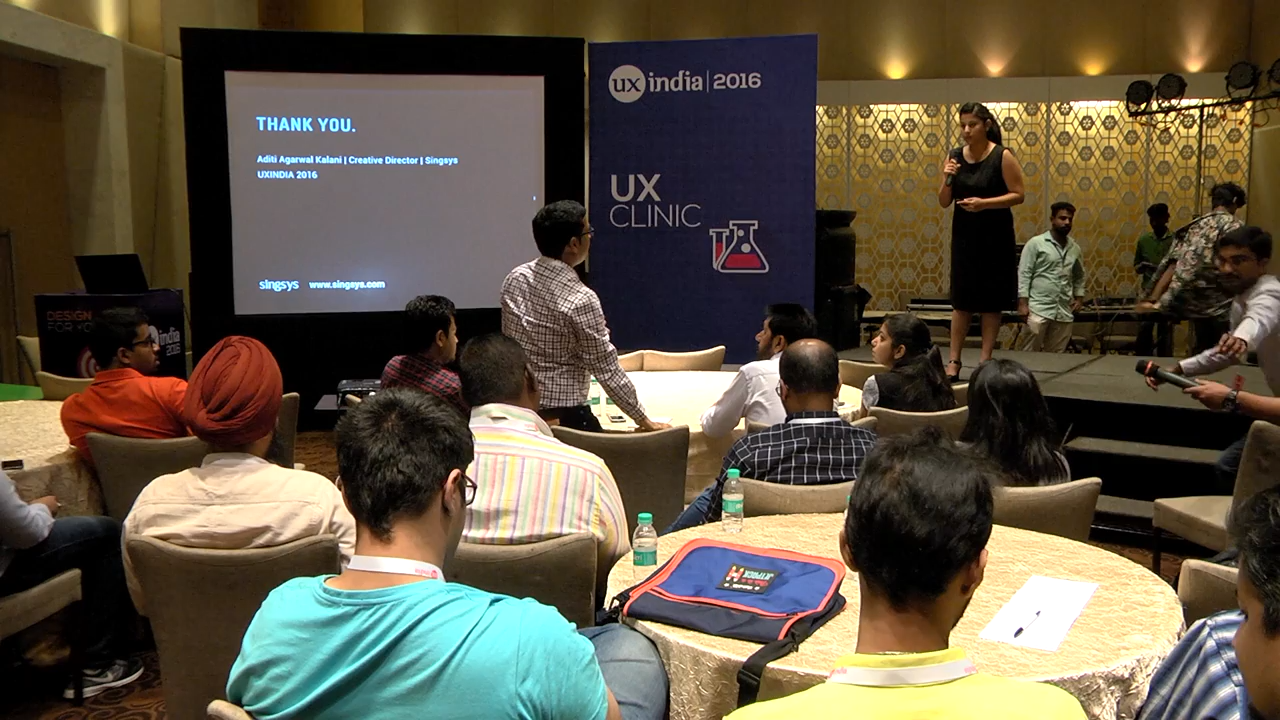 THANK YOU.
Aditi Agarwal Kalani | Creative Director | Singsys
UXINDIA 2016
singsys www.singsys.com
ux india | 2016
UX
CLINIC
DESIGN
FOR YOU
india
2016